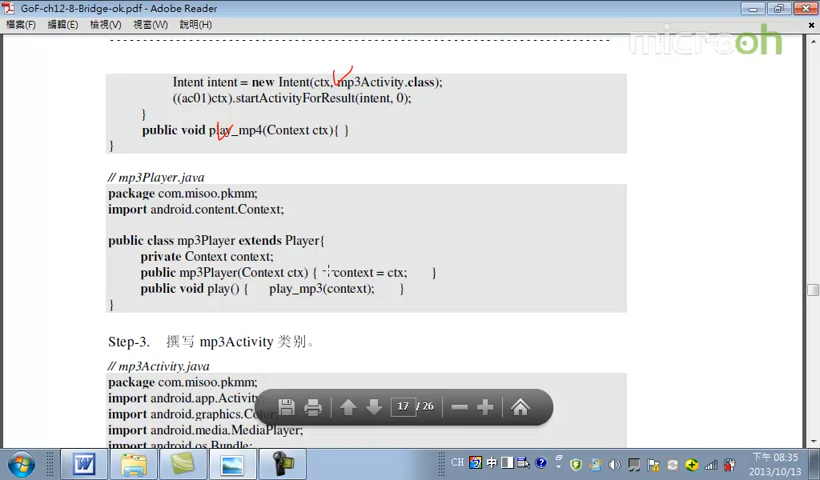 GoF-ch12-8-Bridge-ok.pdf - Adobe Reader
檔案(F) 編輯(E) 檢視(V) 視窗(W) 說明(H)
microoh
Intent intent = new Intent(ctx, mp3Activity.class);
((ac01)ctx).startActivityForResult(intent, 0);
}
public void play_mp4(Context ctx){ }
}
// mp3Player.java
package com.misoo.pkmm;
import android.content.Context;
public class mp3Player extends Player{
private Context context;
public mp3Player(Context ctx) { context = ctx; }
public void play() { play_mp3(context); }
}
Step-3. 撰写 mp3Activity 类别。
// mp3Activity.java
package com.misoo.pkmm;
import android.app.Activity;
import android.graphics.Color
import android.media.MediaPlayer;
import android.os.Bundle;
17 / 26
CH 中
下午 08:35
2013/10/13